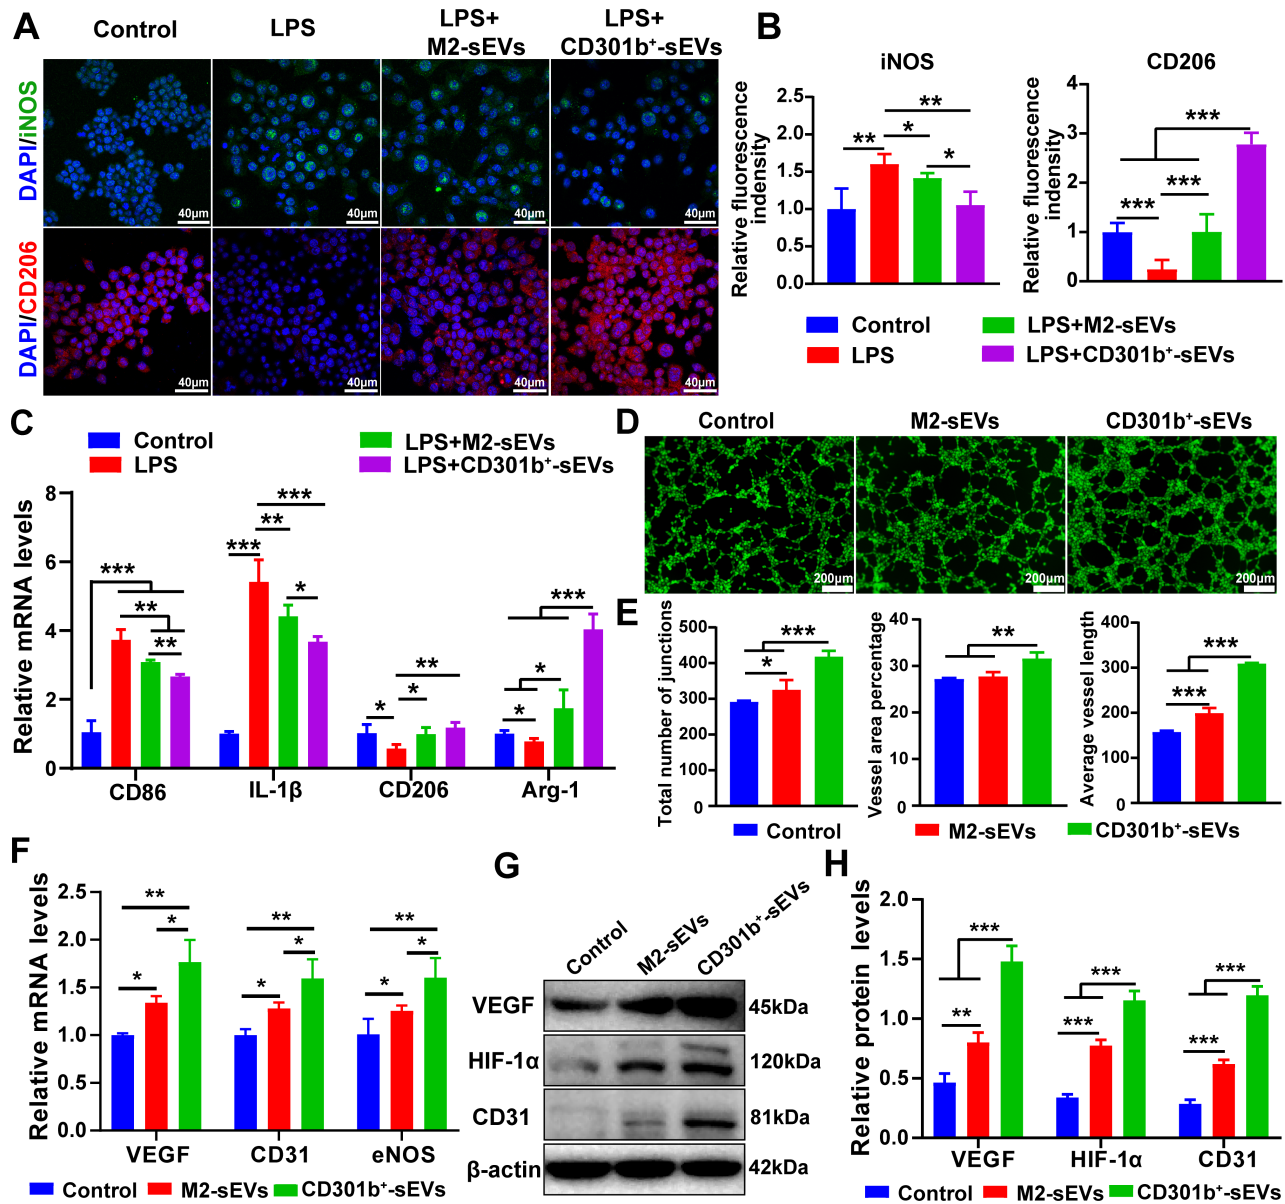 A
Control
LPS
LPS+
M2-sEVs
LPS+
CD301b⁺-sEVs
DAPI/iNOS
40μm
40μm
40μm
40μm
DAPI/CD206
40μm
40μm
40μm
40μm
B
iNOS
Relative fluorescence
indensity
2.5
2.0
1.5
1.0
0.5
0.0
**
**
*
*
CD206
Relative fluorescence
indensity
4
3
2
1
0
***
***
***
Control
LPS
LPS+M2-sEVs
LPS+CD301b⁺-sEVs
C
Control
LPS
LPS+M2-sEVs
LPS+CD301b⁺-sEVs
Relative mRNA levels
8
6
4
2
0
***
**
**
***
**
***
*
*
*
**
*
*
***
CD86
IL-1β
CD206
Arg-1
D
Control
M2-sEVs
CD301b⁺-sEVs
200μm
200μm
200μm
E
Total number of junctions
500
400
300
200
100
0
*
***
Vessel area percentage
40
30
20
10
0
**
Average vessel length
400
300
200
100
0
***
***
Control
M2-sEVs
CD301b⁺-sEVs
F
Relative mRNA levels
2.5
2.0
1.5
1.0
0.5
0.0
**
*
*
**
*
*
**
*
*
VEGF
CD31
eNOS
Control
M2-sEVs
CD301b⁺-sEVs
G
Control
M2-sEVs
CD301b⁺-sEVs
VEGF
45kDa
HIF-1α
120kDa
CD31
81kDa
β-actin
42kDa
H
Relative protein levels
2.0
1.5
1.0
0.5
0.0
***
**
***
***
***
***
VEGF
HIF-1α
CD31
Control
M2-sEVs
CD301b⁺-sEVs